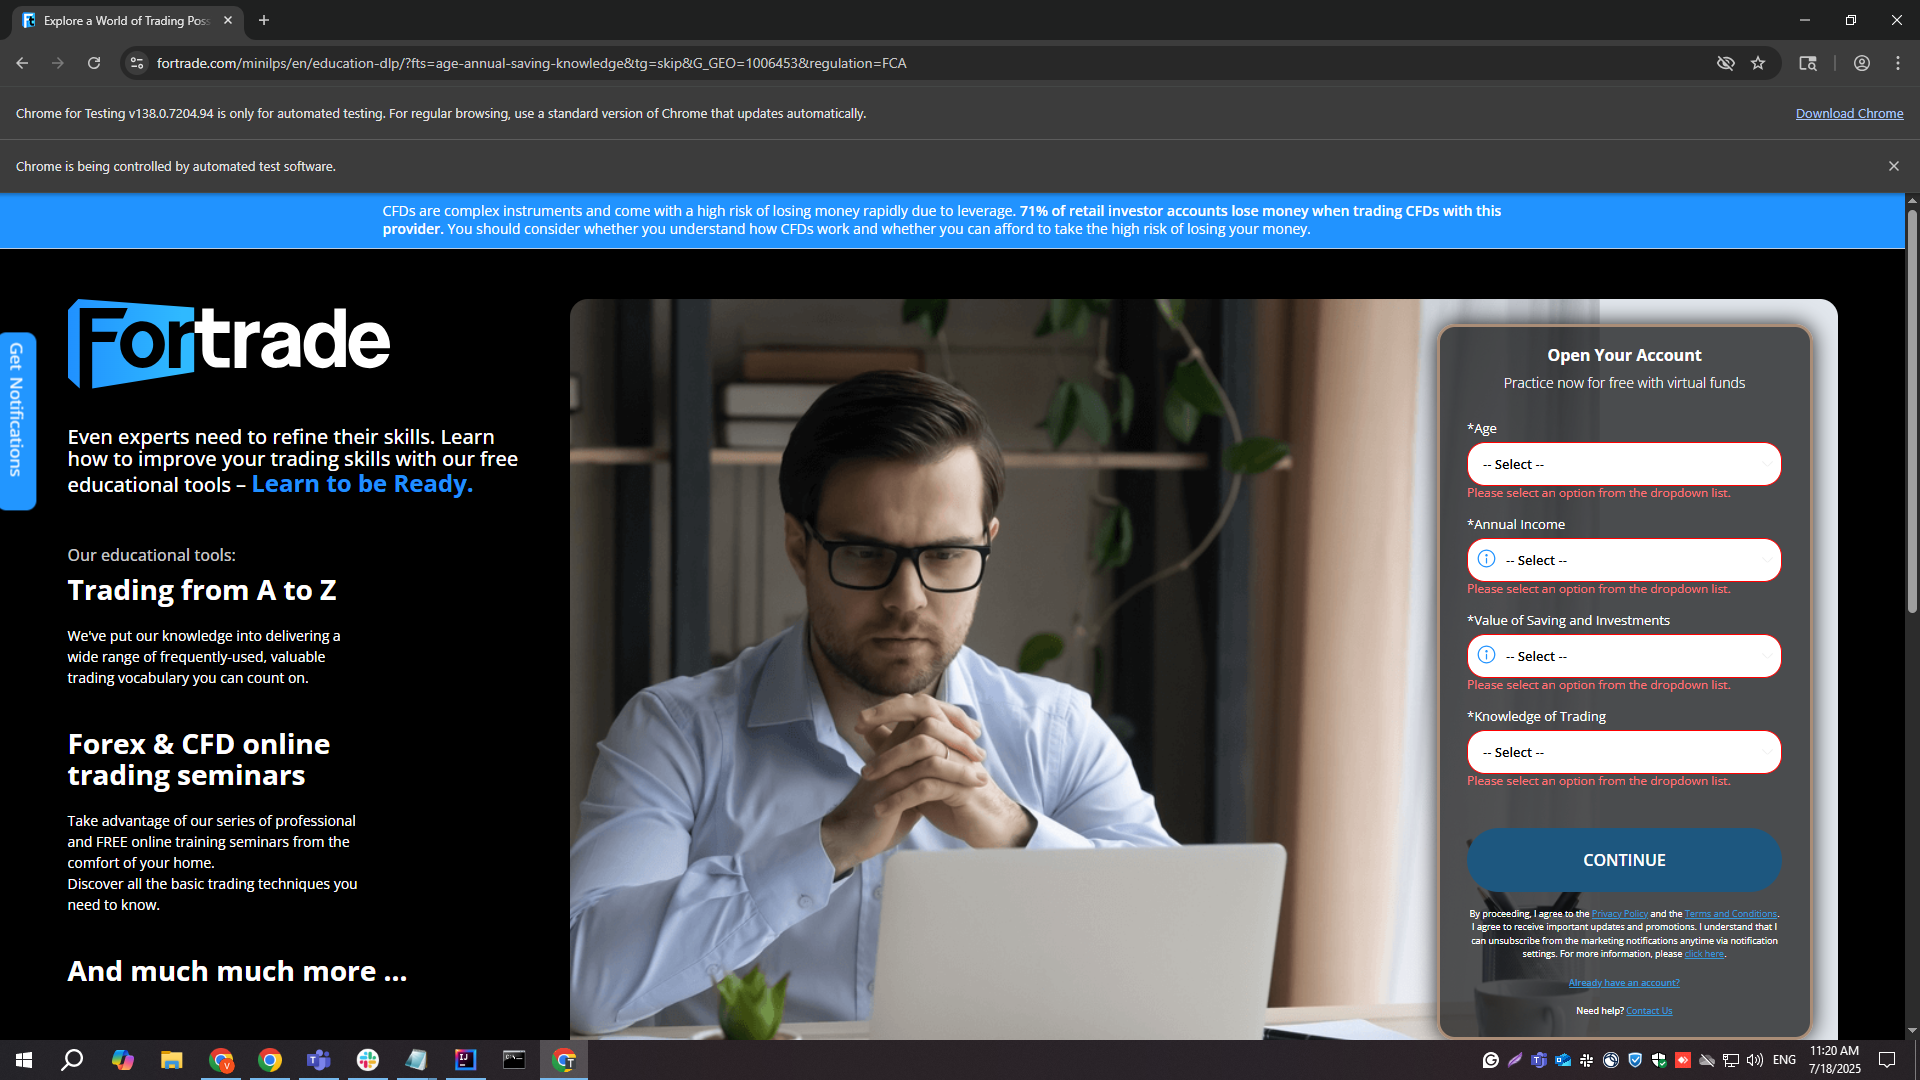 Explore a World of Trading Poss
fortrade.com/minilps/en/education-dlp/?fts=age-annual-saving-knowledge&tg=skip&G_GEO=1006453&regulation=FCA
Chrome for Testing v138.0.7204.94 is only for automated testing. For regular browsing, use a standard version of Chrome that updates automatically.
Download Chrome
Chrome is being controlled by automated test software.
CFDs are complex instruments and come with a high risk of losing money rapidly due to leverage. 71% of retail investor accounts lose money when trading CFDs with this
provider. You should consider whether you understand how CFDs work and whether you can afford to take the high risk of losing your money.
Get Notifications
Fortrade
Even experts need to refine their skills. Learn
how to improve your trading skills with our free
educational tools – Learn to be Ready.
Our educational tools:
Trading from A to Z
We've put our knowledge into delivering a
wide range of frequently-used, valuable
trading vocabulary you can count on.
Forex & CFD online
trading seminars
Take advantage of our series of professional
and FREE online training seminars from the
comfort of your home.
Discover all the basic trading techniques you
need to know.
And much much more ...
Open Your Account
Practice now for free with virtual funds
*Age
-- Select --
Please select an option from the dropdown list.
*Annual Income
-- Select --
Please select an option from the dropdown list.
*Value of Saving and Investments
-- Select --
Please select an option from the dropdown list.
*Knowledge of Trading
-- Select --
Please select an option from the dropdown list.
CONTINUE
By proceeding, I agree to the Privacy Policy and the Terms and Conditions.
I agree to receive important updates and promotions. I understand that I
can unsubscribe from the marketing notifications anytime via notification
settings. For more information, please click here.
Already have an account?
Need help? Contact Us
ENG
11:20 AM
7/18/2025